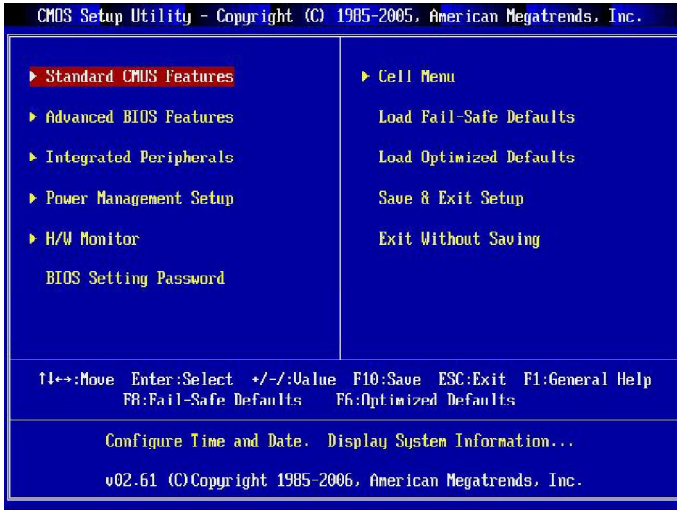 CMOS Setup Utility - Copyright (C) 1985-2005, American Megatrends, Inc.
Standard CMOS Features
Advanced BIOS Features
Integrated Peripherals
Power Management Setup
H/W Monitor
BIOS Setting Password
Cell Menu
Load Fail-Safe Defaults
Load Optimized Defaults
Save & Exit Setup
Exit Without Saving
↑↓←→:Move Enter:Select +/-/:Value F10:Save ESC:Exit F1:General Help
F8:Fail-Safe Defaults F6:Optimized Defaults
Configure Time and Date. Display System Information...
v02.61 (C)Copyright 1985-2006, American Megatrends, Inc.